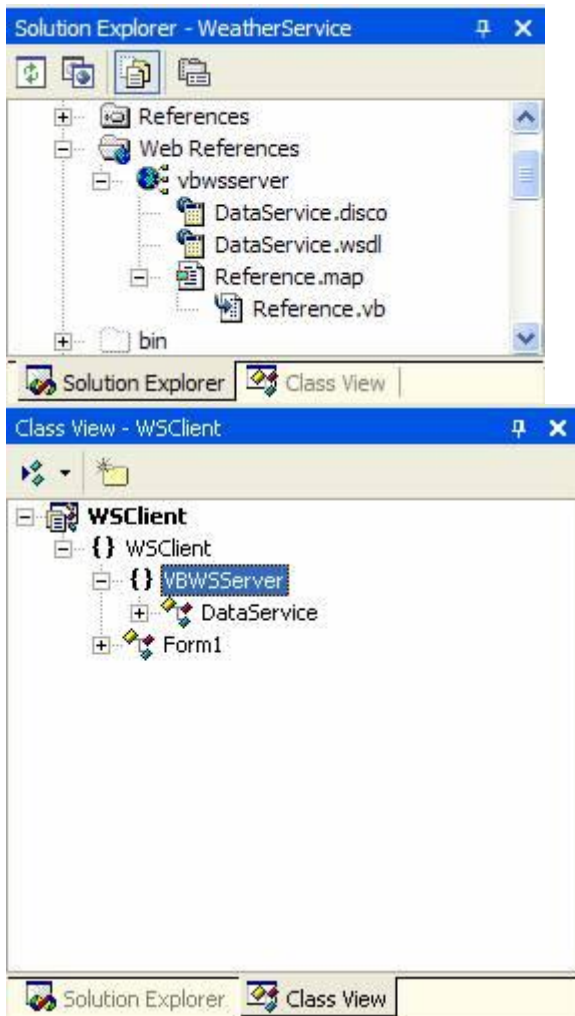 Solution Explorer - WeatherService
References
Web References
vbwsserver
DataService.disco
DataService.wsdl
Reference.map
Reference.vb
bin
Solution Explorer Class View
Class View - WSClient
WSClient
{} WSClient
{} VBWSServer
DataService
Form1
Solution Explorer Class View